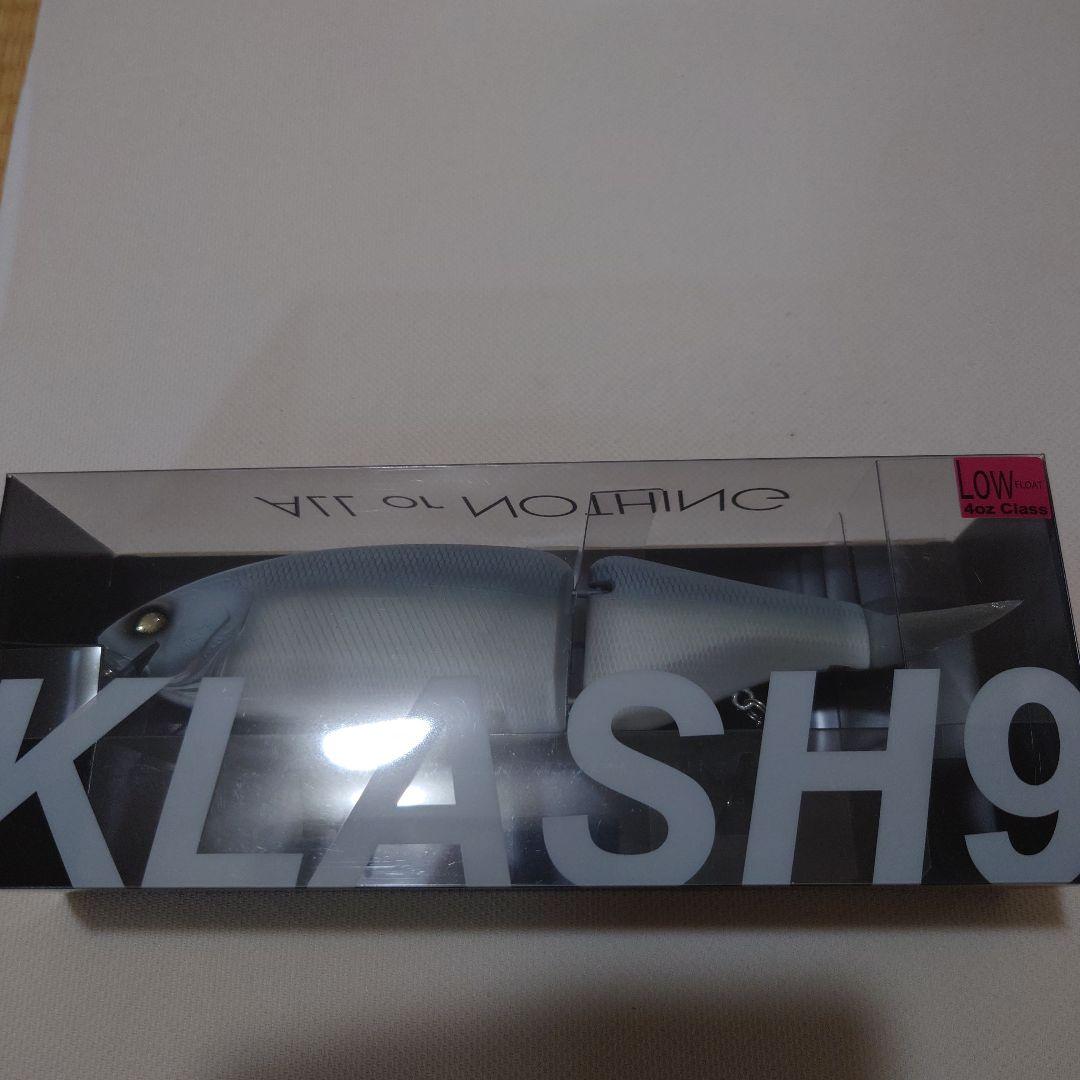 ALL or NOTHING
LOW FLOAT
4oz Class
KLASH9